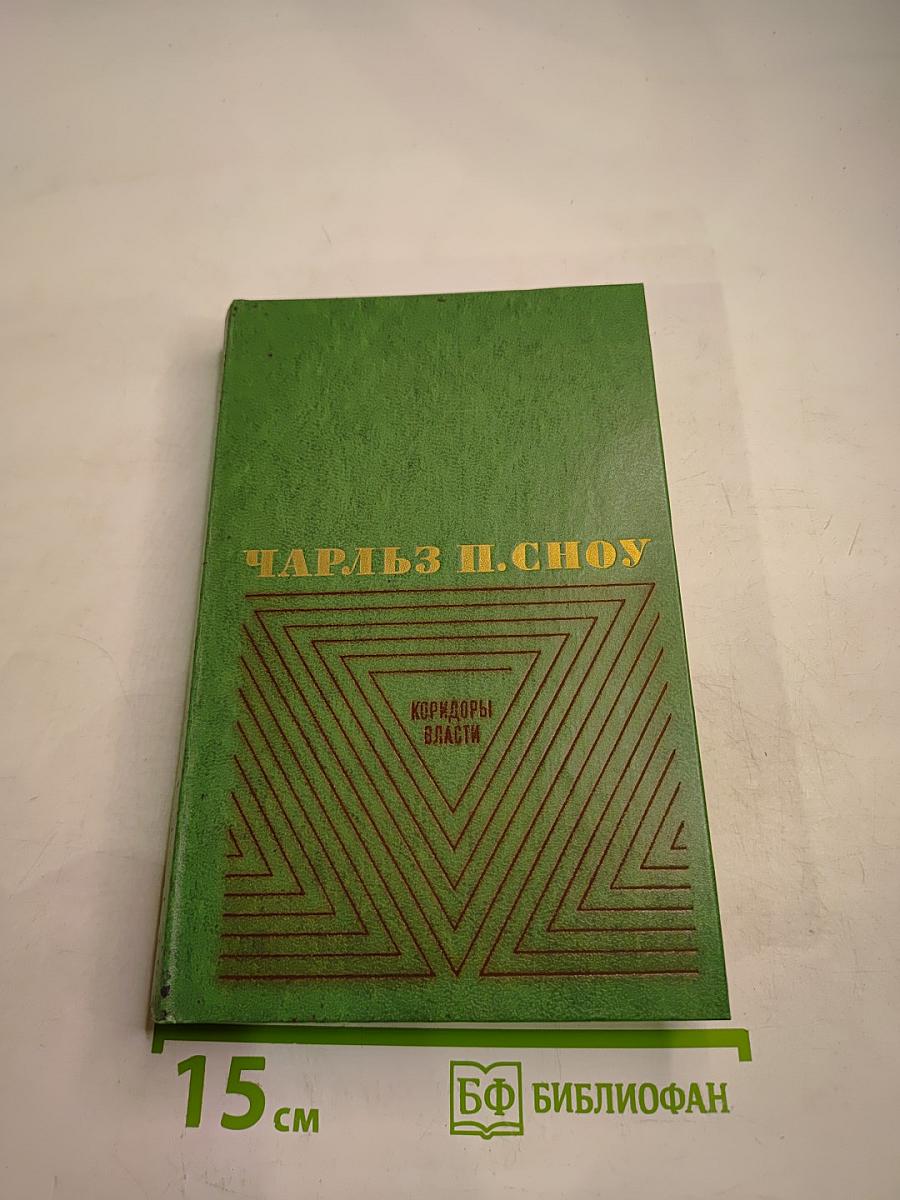 ЧАРЛЬЗ П. СНОУ
КОРИДОРЫ
ВЛАСТИ
15 см
БФ БИБЛИОФАН